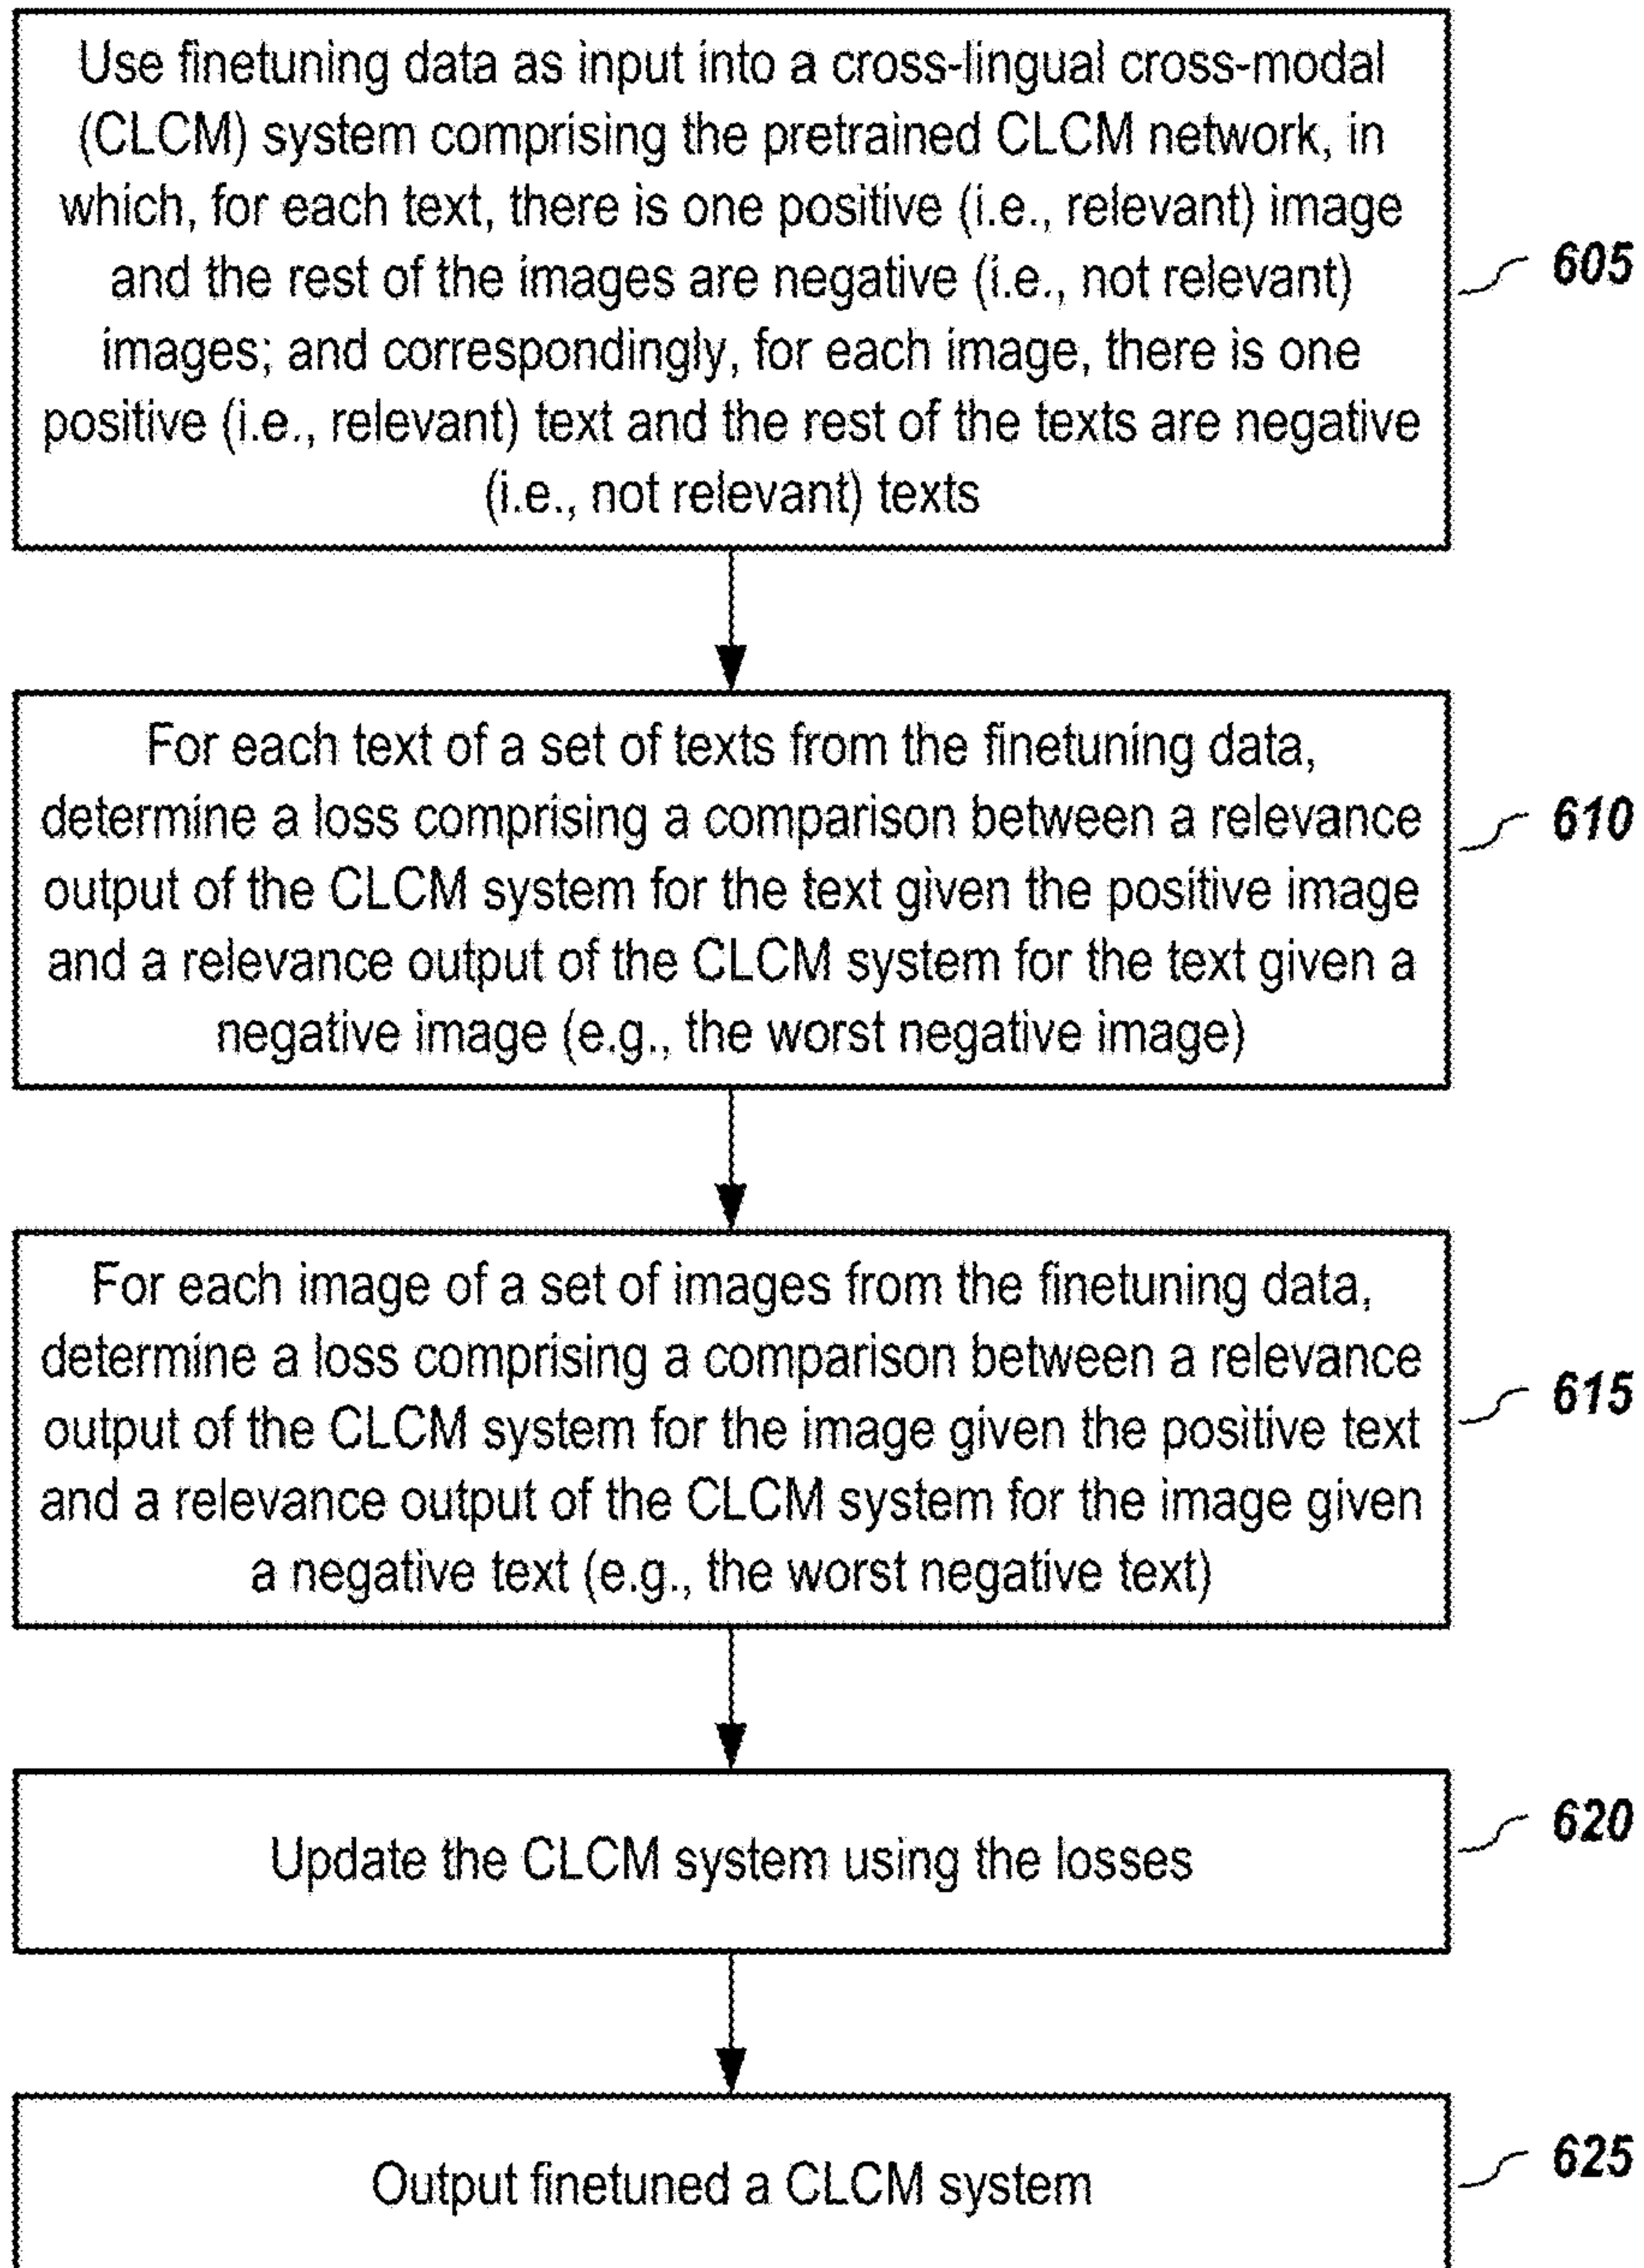 Use finetuning data as input into a cross-lingual cross-modal
(CLCM) system comprising the pretrained CLCM network, in
which, for each text, there is one positive (i.e., relevant) image
and the rest of the images are negative (i.e., not relevant)
images; and correspondingly, for each image, there is one
positive (i.e., relevant) text and the rest of the texts are negative
(i.e., not relevant) texts
605
For each text of a set of texts from the finetuning data,
determine a loss comprising a comparison between a relevance
output of the CLCM system for the text given the positive image
and a relevance output of the CLCM system for the text given a
negative image (e.g., the worst negative image)
610
For each image of a set of images from the finetuning data,
determine a loss comprising a comparison between a relevance
output of the CLCM system for the image given the positive text
and a relevance output of the CLCM system for the image given
a negative text (e.g., the worst negative text)
615
Update the CLCM system using the losses
620
Output finetuned a CLCM system
625